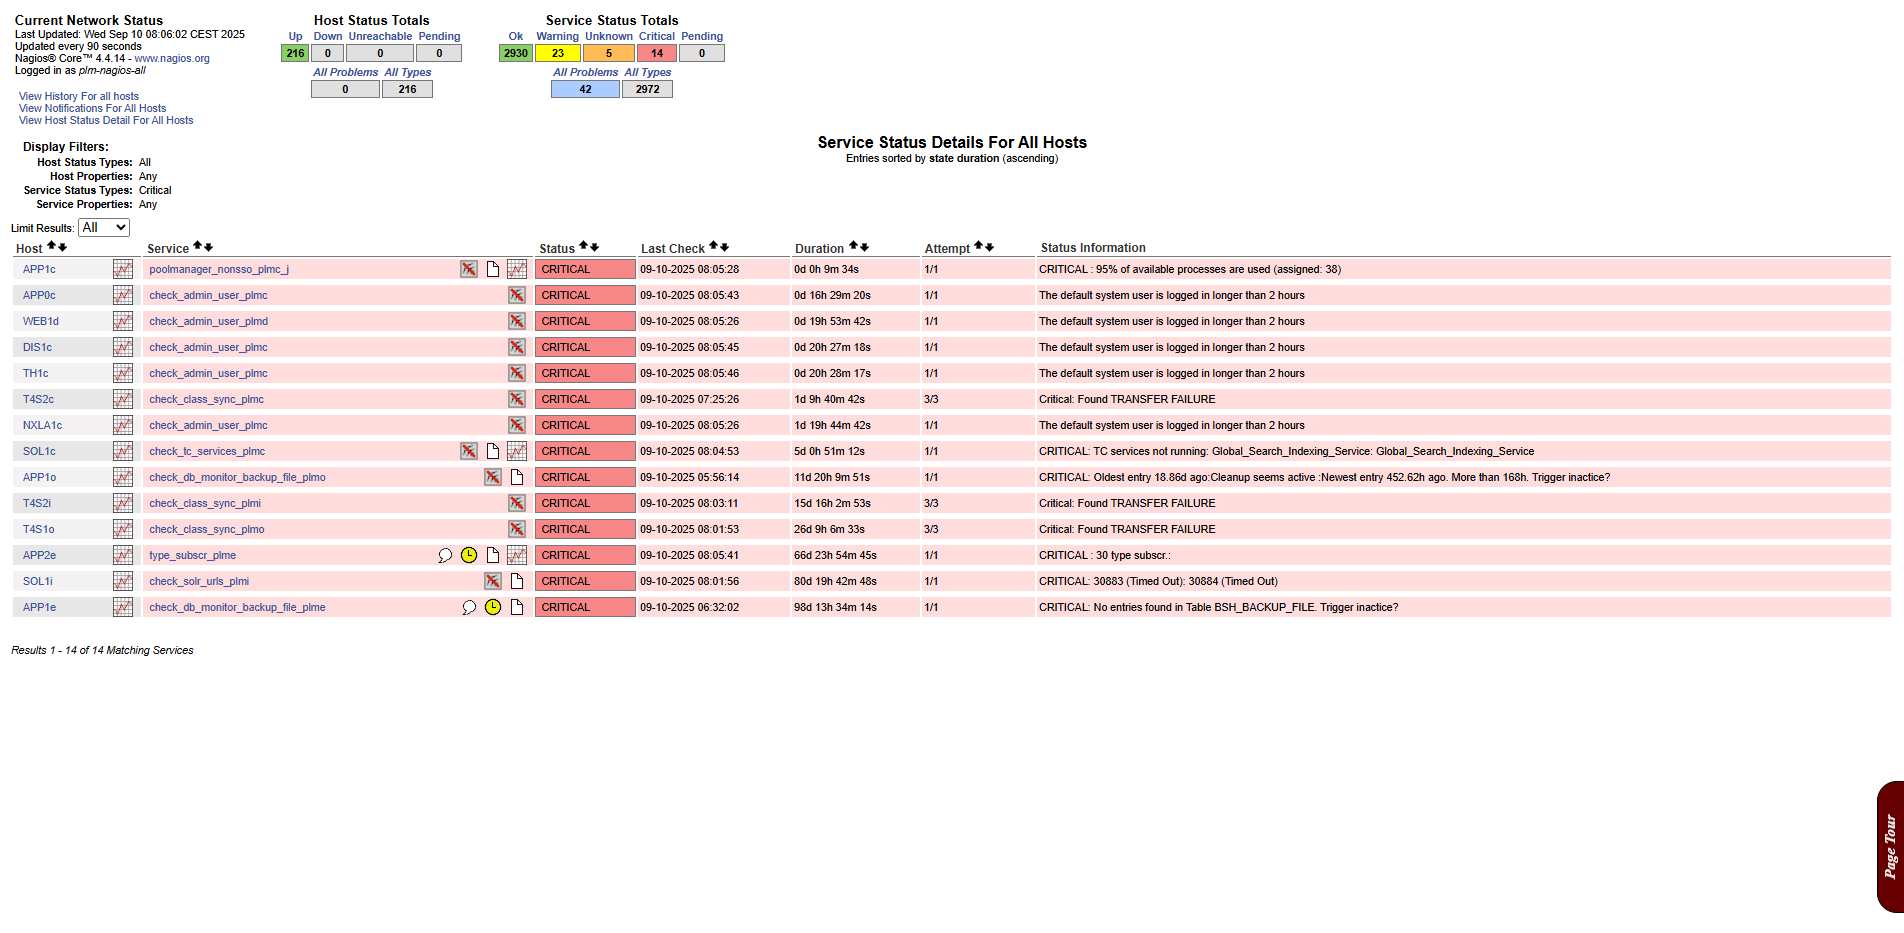 Current Network Status
Last Updated: Wed Sep 10 08:06:02 CEST 2025
Updated every 90 seconds
Nagios® Core™ 4.4.14 - www.nagios.org
Logged in as plm-nagios-all
View History For all hosts
View Notifications For All Hosts
View Host Status Detail For All Hosts
Host Status Totals
Up Down Unreachable Pending
216 0 0 0
All Problems All Types
0 216
Service Status Totals
Ok Warning Unknown Critical Pending
2930 23 5 14 0
All Problems All Types
42 2972
Display Filters:
Host Status Types: All
Host Properties: Any
Service Status Types: Critical
Service Properties: Any
Service Status Details For All Hosts
Entries sorted by state duration (ascending)
Limit Results: All
Host Service Status Last Check Duration Attempt Status Information
APP1c poolmanager_nonsso_plmc_j CRITICAL 09-10-2025 08:05:28 0d 0h 9m 34s 1/1 CRITICAL : 95% of available processes are used (assigned: 38)
APP0c check_admin_user_plmc CRITICAL 09-10-2025 08:05:43 0d 16h 29m 20s 1/1 The default system user is logged in longer than 2 hours
WEB1d check_admin_user_plmd CRITICAL 09-10-2025 08:05:26 0d 19h 53m 42s 1/1 The default system user is logged in longer than 2 hours
DIS1c check_admin_user_plmc CRITICAL 09-10-2025 08:05:45 0d 20h 27m 18s 1/1 The default system user is logged in longer than 2 hours
TH1c check_admin_user_plmc CRITICAL 09-10-2025 08:05:46 0d 20h 28m 17s 1/1 The default system user is logged in longer than 2 hours
T4S2c check_class_sync_plmc CRITICAL 09-10-2025 07:25:26 1d 9h 40m 42s 3/3 Critical: Found TRANSFER FAILURE
NXLA1c check_admin_user_plmc CRITICAL 09-10-2025 08:05:26 1d 19h 44m 42s 1/1 The default system user is logged in longer than 2 hours
SOL1c check_tc_services_plmc CRITICAL 09-10-2025 08:04:53 5d 0h 51m 12s 1/1 CRITICAL: TC services not running: Global_Search_Indexing_Service: Global_Search_Indexing_Service
APP1o check_db_monitor_backup_file_plmo CRITICAL 09-10-2025 05:56:14 11d 20h 9m 51s 1/1 CRITICAL: Oldest entry 18.86d ago:Cleanup seems active :Newest entry 452.62h ago. More than 168h. Trigger inactice?
T4S2i check_class_sync_plmi CRITICAL 09-10-2025 08:03:11 15d 16h 2m 53s 3/3 Critical: Found TRANSFER FAILURE
T4S1o check_class_sync_plmo CRITICAL 09-10-2025 08:01:53 26d 9h 6m 33s 3/3 Critical: Found TRANSFER FAILURE
APP2e type_subscr_plme CRITICAL 09-10-2025 08:05:41 66d 23h 54m 45s 1/1 CRITICAL : 30 type subscr.:
SOL1i check_solr_urls_plmi CRITICAL 09-10-2025 08:01:56 80d 19h 42m 48s 1/1 CRITICAL: 30883 (Timed Out): 30884 (Timed Out)
APP1e check_db_monitor_backup_file_plme CRITICAL 09-10-2025 06:32:02 98d 13h 34m 14s 1/1 CRITICAL: No entries found in Table BSH_BACKUP_FILE. Trigger inactice?
Results 1 - 14 of 14 Matching Services
Page Tour